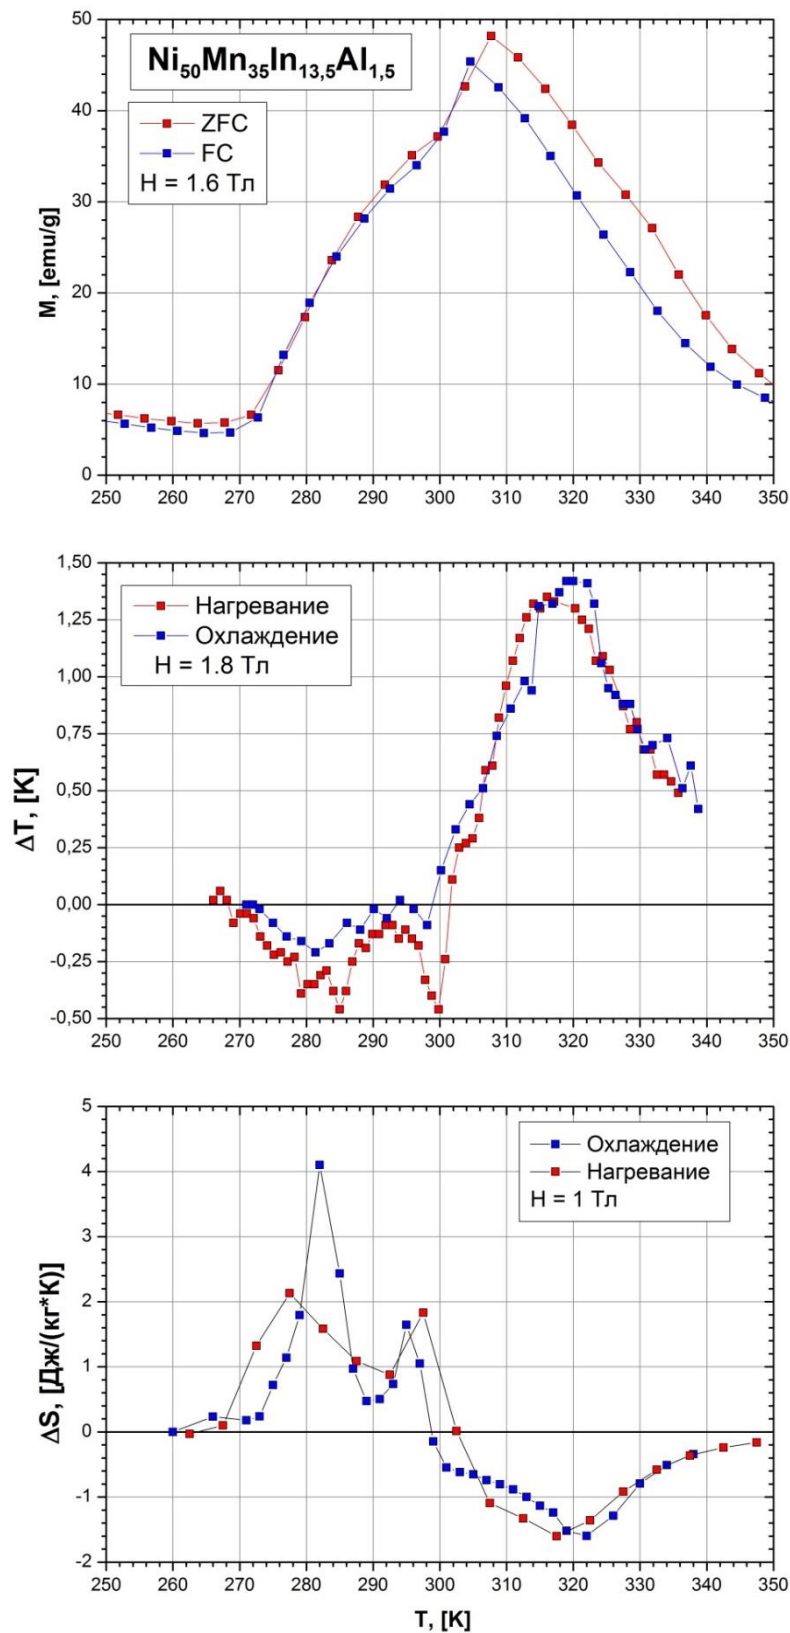 Ni50Mn35In13,5Al1,5
ZFC
FC
H = 1.6 Тл
M, [emu/g]
50
40
30
20
10
0
250 260 270 280 290 300 310 320 330 340 350
Нагревание
Охлаждение
H = 1.8 Тл
ΔT, [K]
1,50
1,25
1,00
0,75
0,50
0,25
0,00
-0,25
-0,50
250 260 270 280 290 300 310 320 330 340 350
Охлаждение
Нагревание
H = 1 Тл
ΔS, [Дж/(кг*К)]
5
4
3
2
1
0
-1
-2
250 260 270 280 290 300 310 320 330 340 350
T, [K]